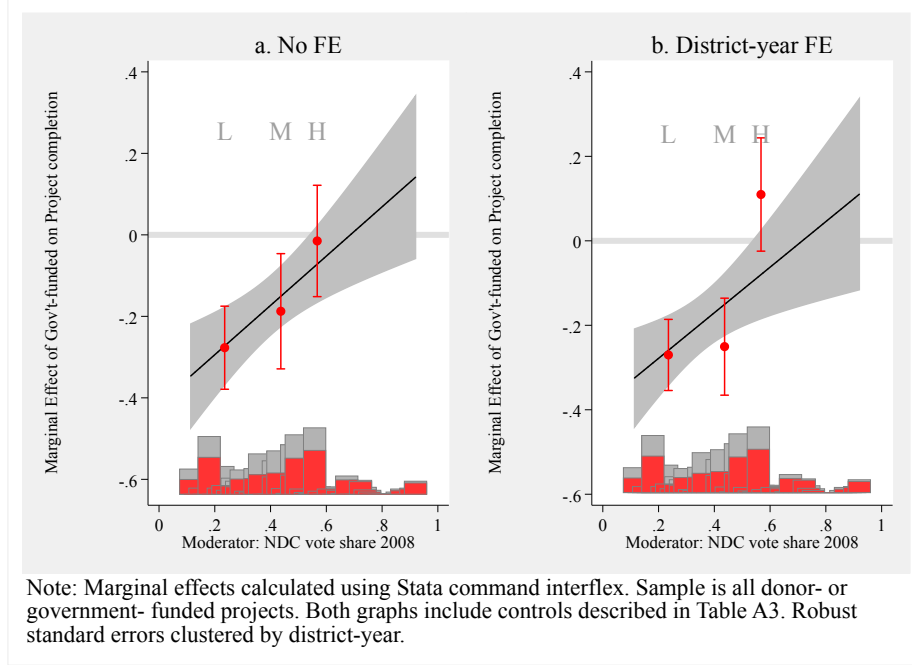 a. No FE
Marginal Effect of Gov't-funded on Project completion
.4
.2
0
-.2
-.4
-.6
L M H
0 .2 .4 .6 .8 1
Moderator: NDC vote share 2008
b. District-year FE
Marginal Effect of Gov't-funded on Project completion
.4
.2
0
-.2
-.4
-.6
L M H
0 .2 .4 .6 .8 1
Moderator: NDC vote share 2008
Note: Marginal effects calculated using Stata command interflex. Sample is all donor- or
government- funded projects. Both graphs include controls described in Table A3. Robust
standard errors clustered by district-year.